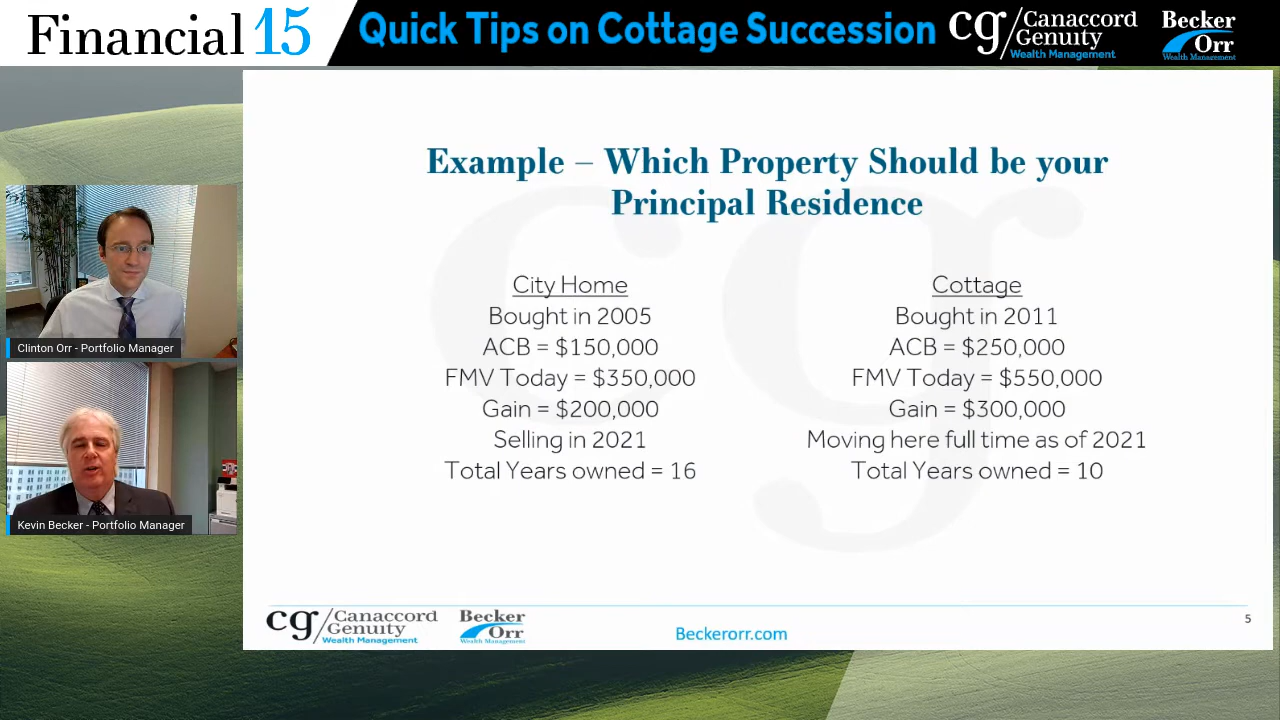 Financial 15
Quick Tips on Cottage Succession
cg/Canaccord Genuity
Wealth Management
Becker Orr
Wealth Management
Example – Which Property Should be your
Principal Residence
City Home
Bought in 2005
ACB = $150,000
FMV Today = $350,000
Gain = $200,000
Selling in 2021
Total Years owned = 16
Cottage
Bought in 2011
ACB = $250,000
FMV Today = $550,000
Gain = $300,000
Moving here full time as of 2021
Total Years owned = 10
Clinton Orr - Portfolio Manager
Kevin Becker - Portfolio Manager
cg/Canaccord Genuity
Wealth Management
Becker Orr
Wealth Management
Beckerorr.com
5